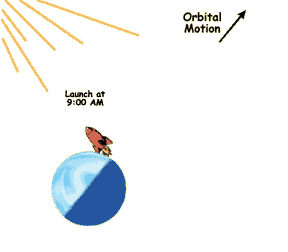 Orbital
Motion
Launch at
9:00 AM